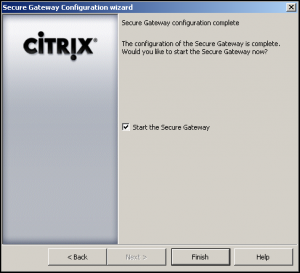 Secure Gateway Configuration wizard
CITRIX®
Secure Gateway configuration complete
The configuration of the Secure Gateway is complete.
Would you like to start the Secure Gateway now?
Start the Secure Gateway
< Back
Next >
Finish
Help